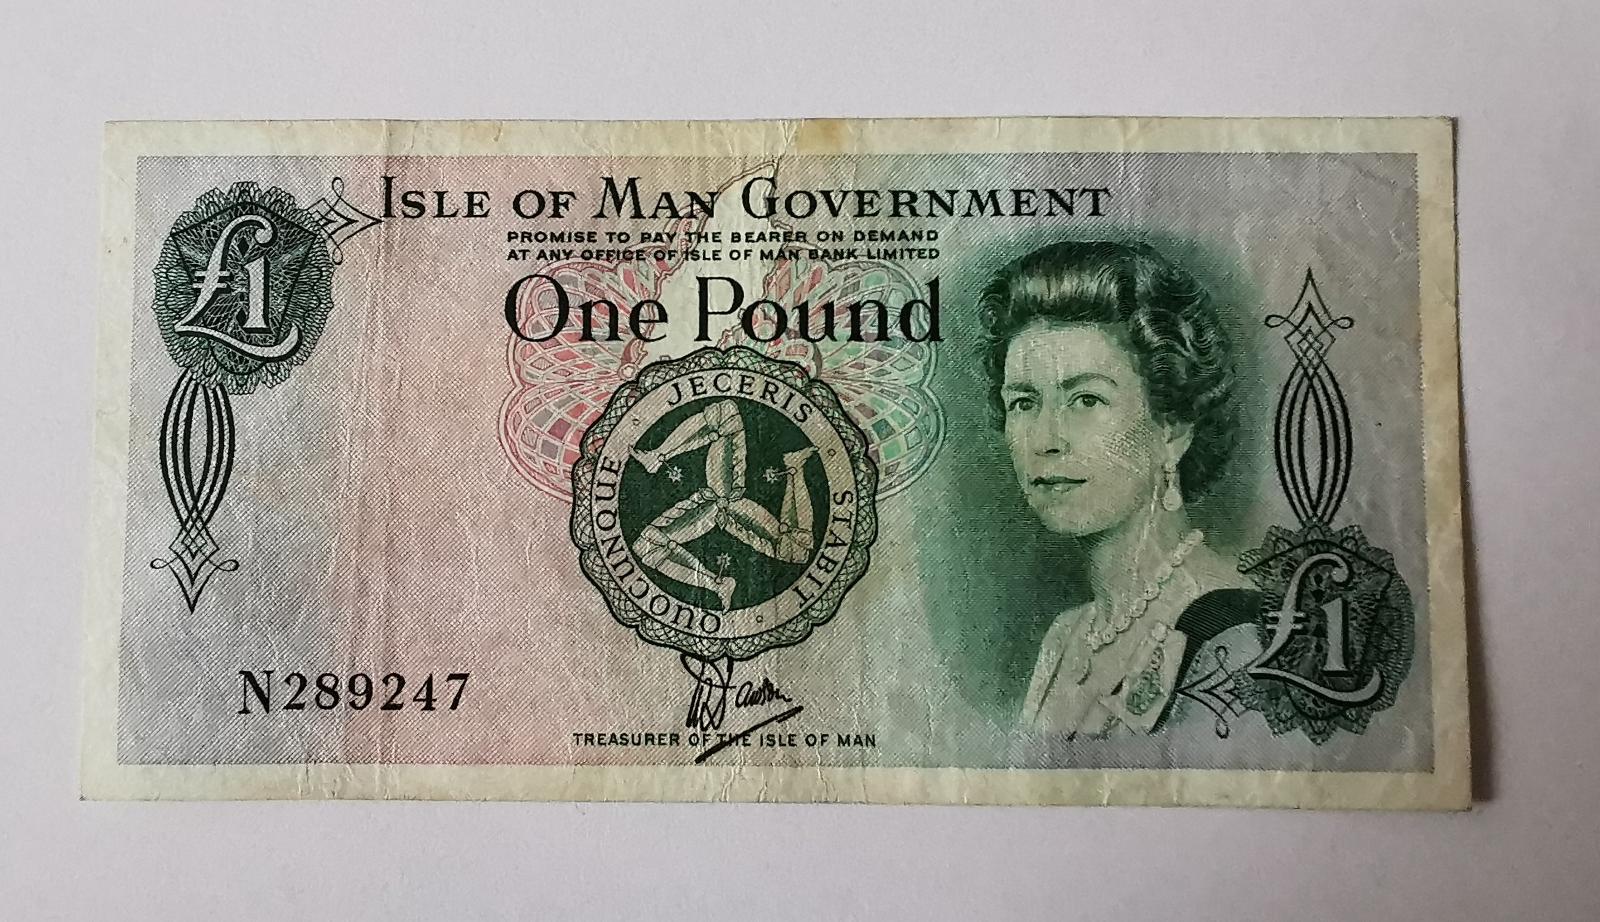 £1
ISLE OF MAN GOVERNMENT
PROMISE TO PAY THE BEARER ON DEMAND
AT ANY OFFICE OF ISLE OF MAN BANK LIMITED
One Pound
QUOCUNQUE JECERIS STABIT
£1
N289247
TREASURER OF THE ISLE OF MAN